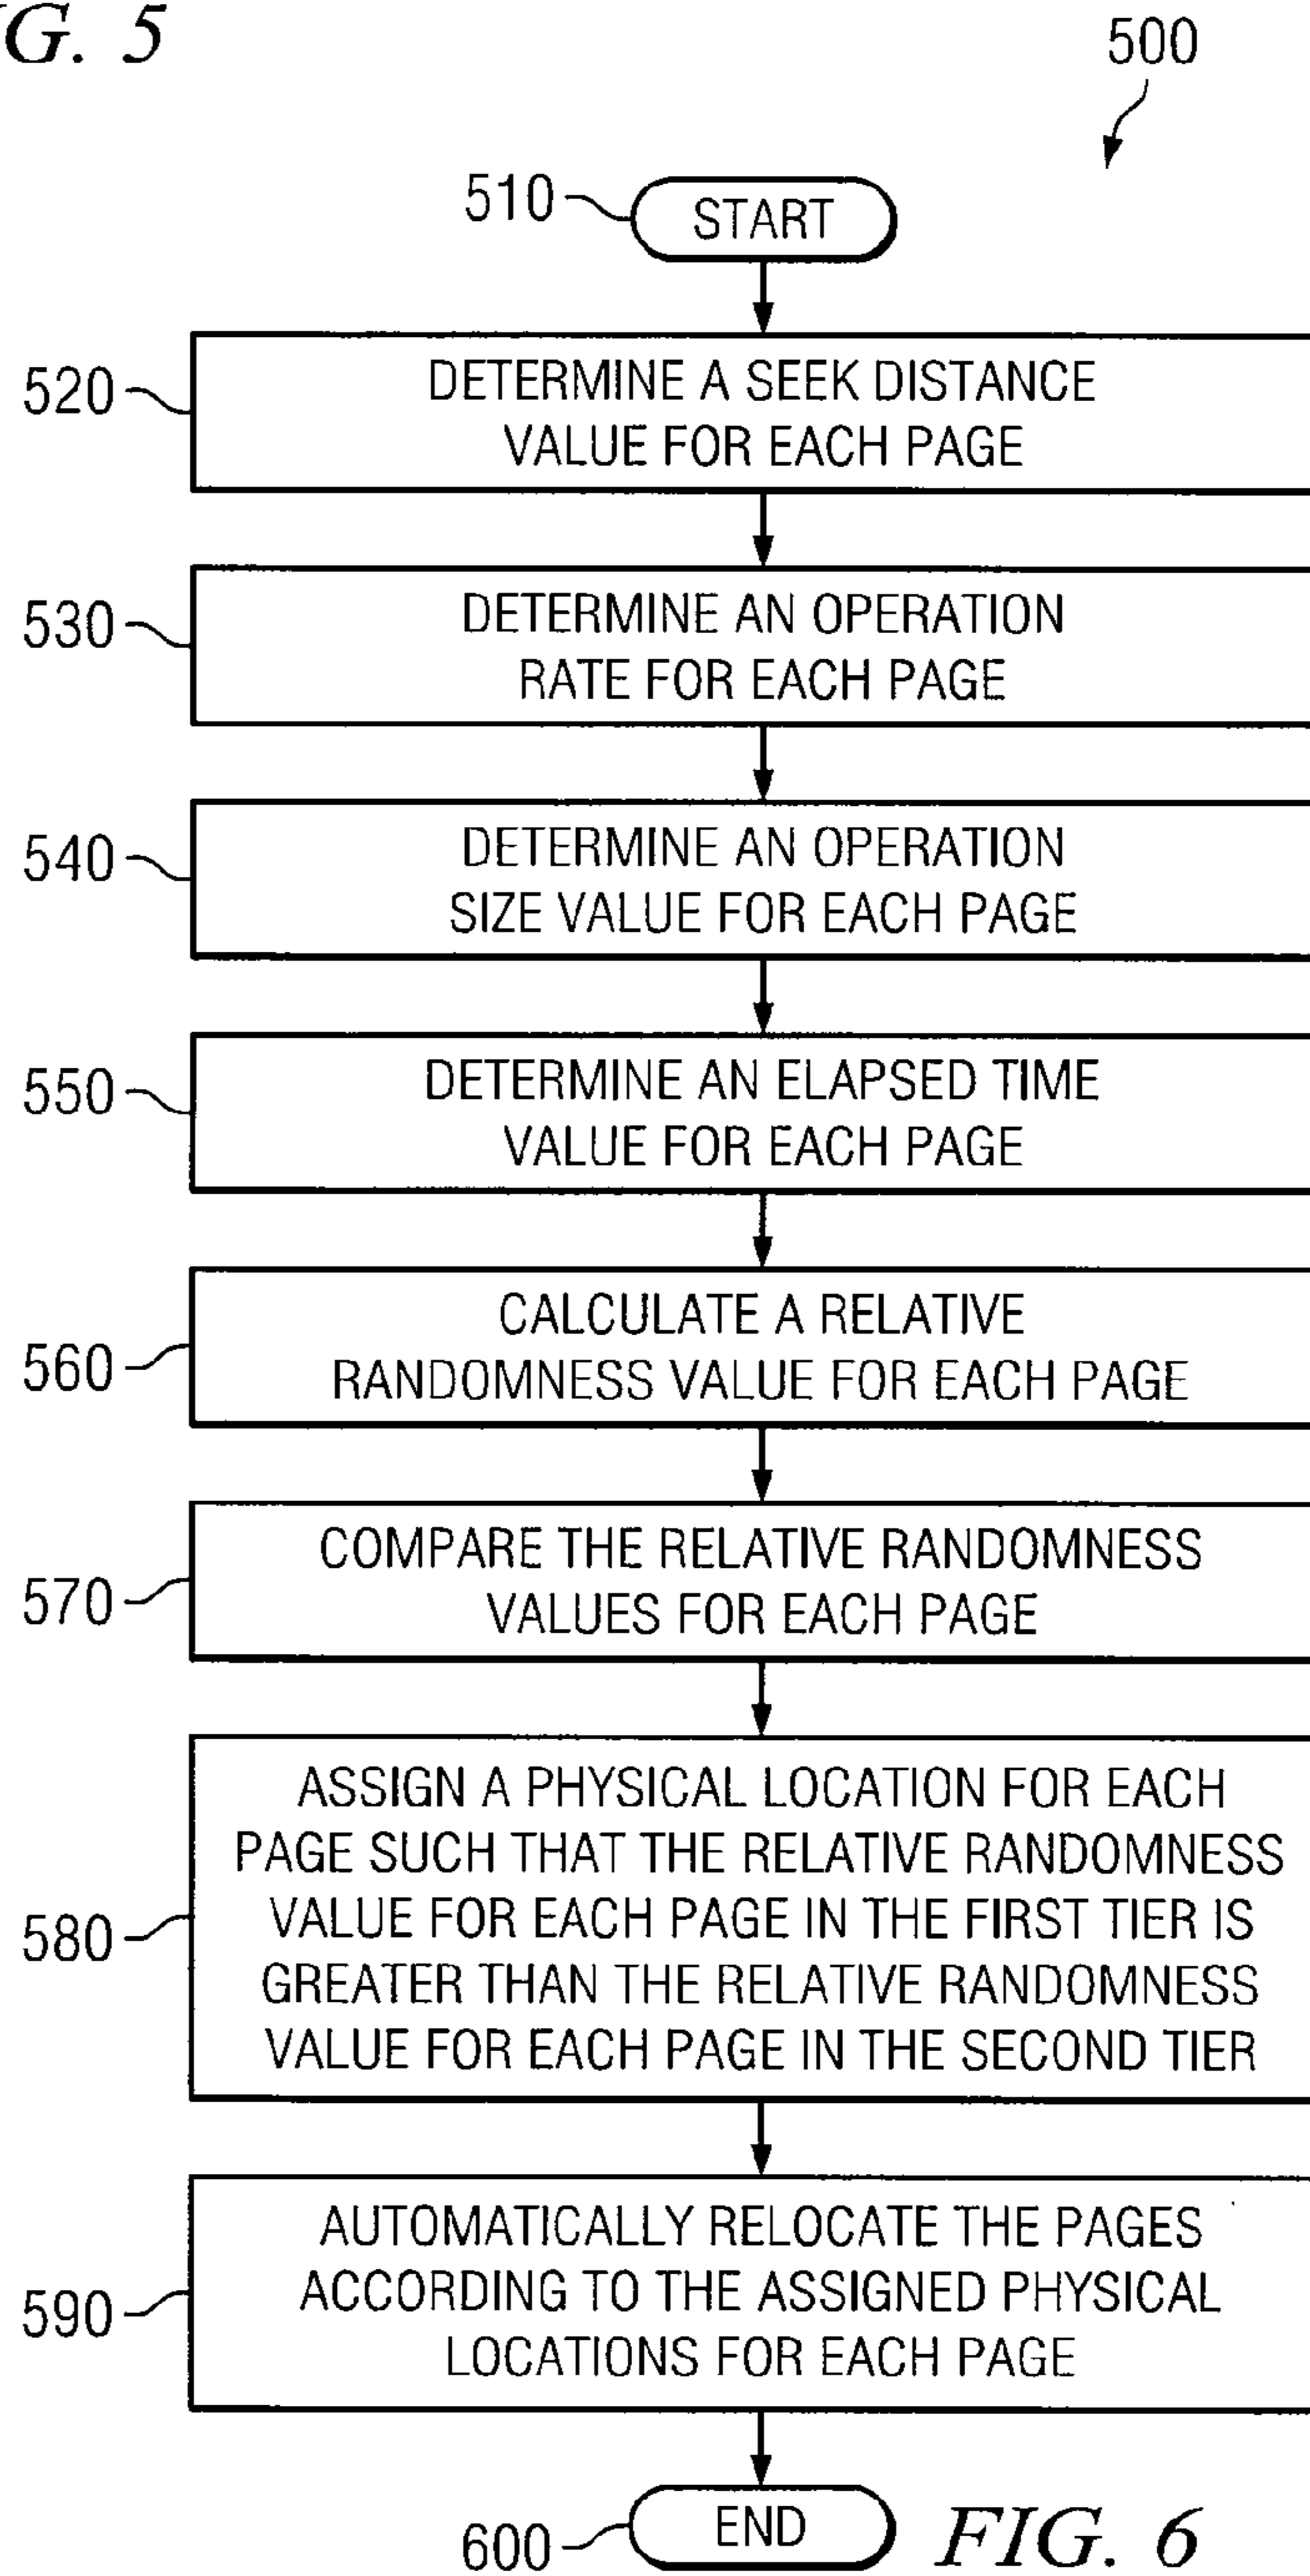 G. 5
500
510
START
520
DETERMINE A SEEK DISTANCE
VALUE FOR EACH PAGE
530
DETERMINE AN OPERATION
RATE FOR EACH PAGE
540
DETERMINE AN OPERATION
SIZE VALUE FOR EACH PAGE
550
DETERMINE AN ELAPSED TIME
VALUE FOR EACH PAGE
560
CALCULATE A RELATIVE
RANDOMNESS VALUE FOR EACH PAGE
570
COMPARE THE RELATIVE RANDOMNESS
VALUES FOR EACH PAGE
580
ASSIGN A PHYSICAL LOCATION FOR EACH
PAGE SUCH THAT THE RELATIVE RANDOMNESS
VALUE FOR EACH PAGE IN THE FIRST TIER IS
GREATER THAN THE RELATIVE RANDOMNESS
VALUE FOR EACH PAGE IN THE SECOND TIER
590
AUTOMATICALLY RELOCATE THE PAGES
ACCORDING TO THE ASSIGNED PHYSICAL
LOCATIONS FOR EACH PAGE
600
END
FIG. 6